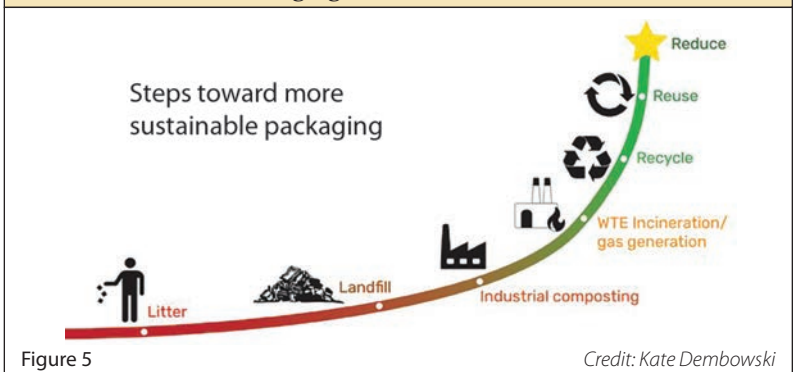 Steps toward more
sustainable packaging
Reduce
Reuse
Recycle
WTE Incineration/
gas generation
Industrial composting
Landfill
Litter
Figure 5
Credit: Kate Dembowski